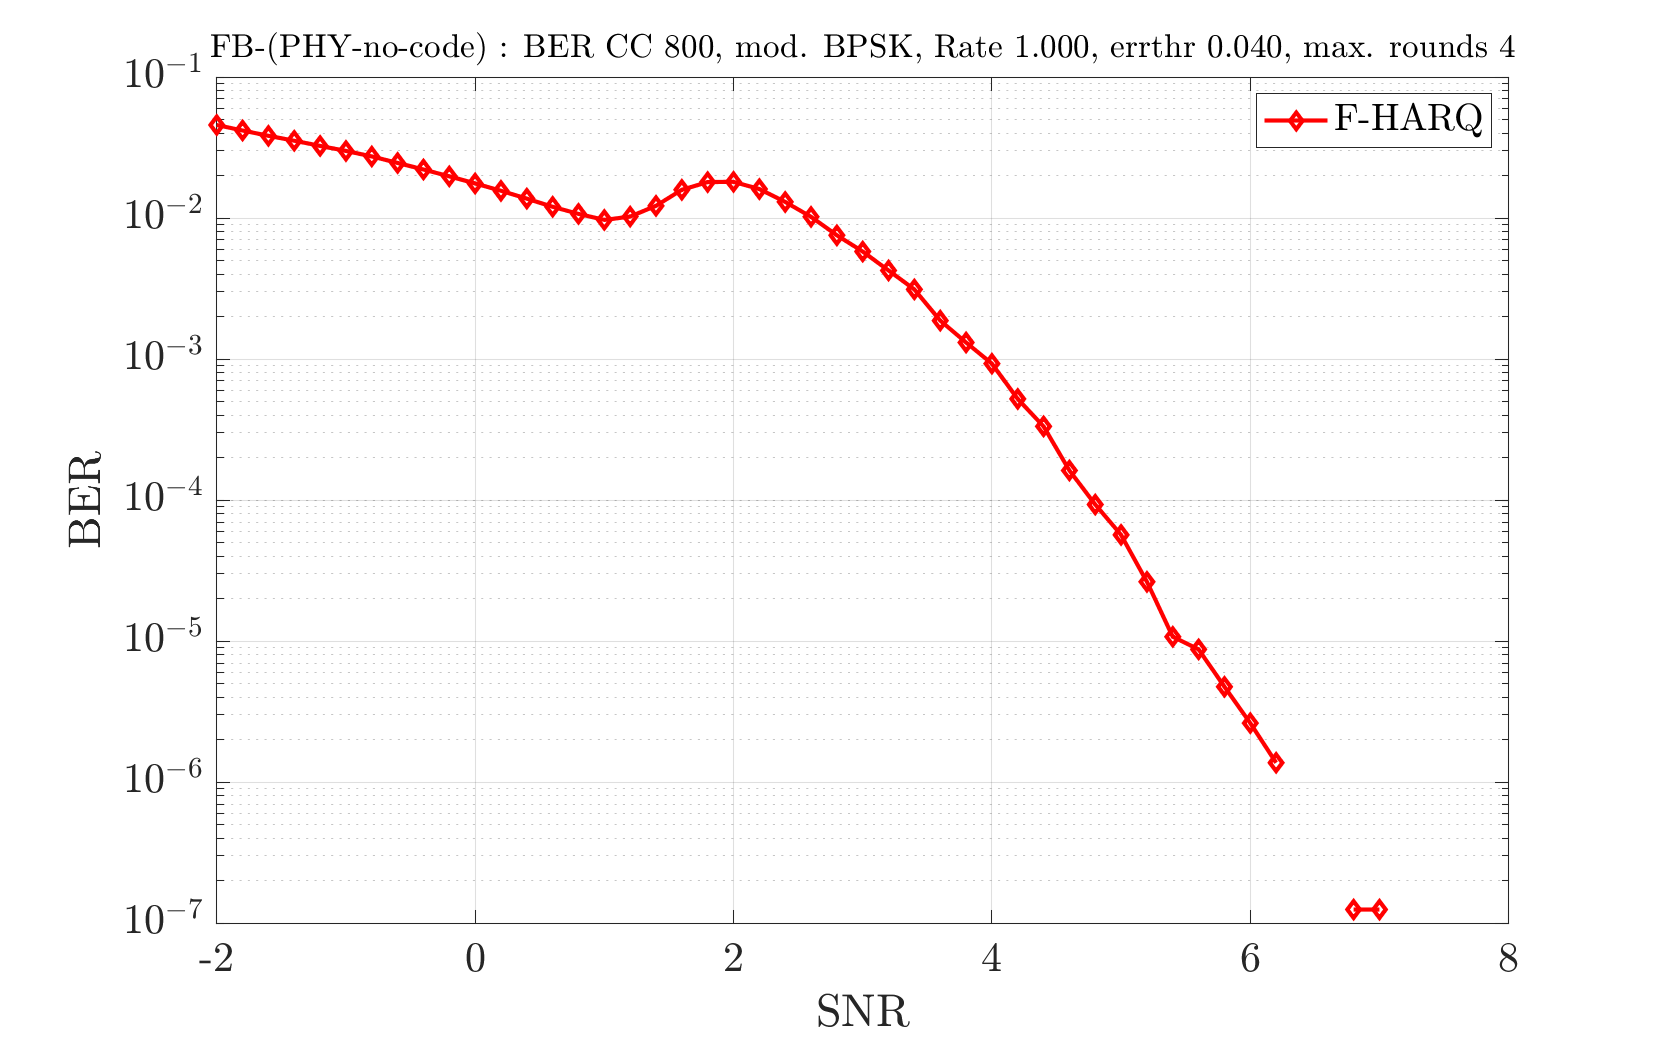 FB-(PHY-no-code) : BER CC 800, mod. BPSK, Rate 1.000, errthr 0.040, max. rounds 4
F-HARQ
BER
10⁻¹
10⁻²
10⁻³
10⁻⁴
10⁻⁵
10⁻⁶
10⁻⁷
-2 0 2 4 6 8
SNR